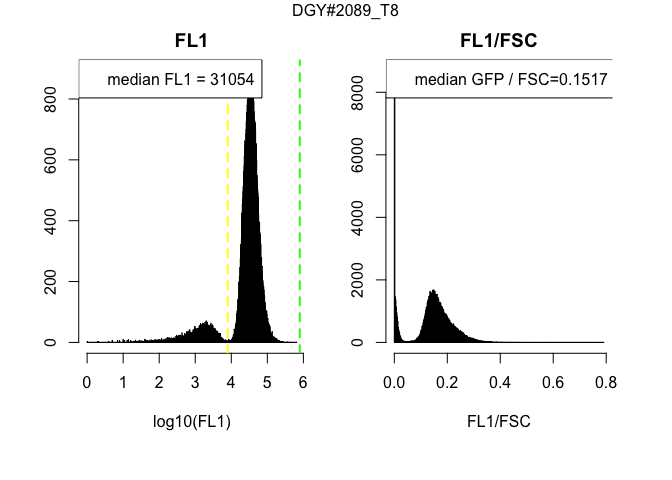 DGY#2089_T8
FL1
median FL1 = 31054
0 200 400 600 800
0 1 2 3 4 5 6
log10(FL1)
FL1/FSC
median GFP / FSC=0.1517
0 2000 4000 6000 8000
0.0 0.2 0.4 0.6 0.8
FL1/FSC